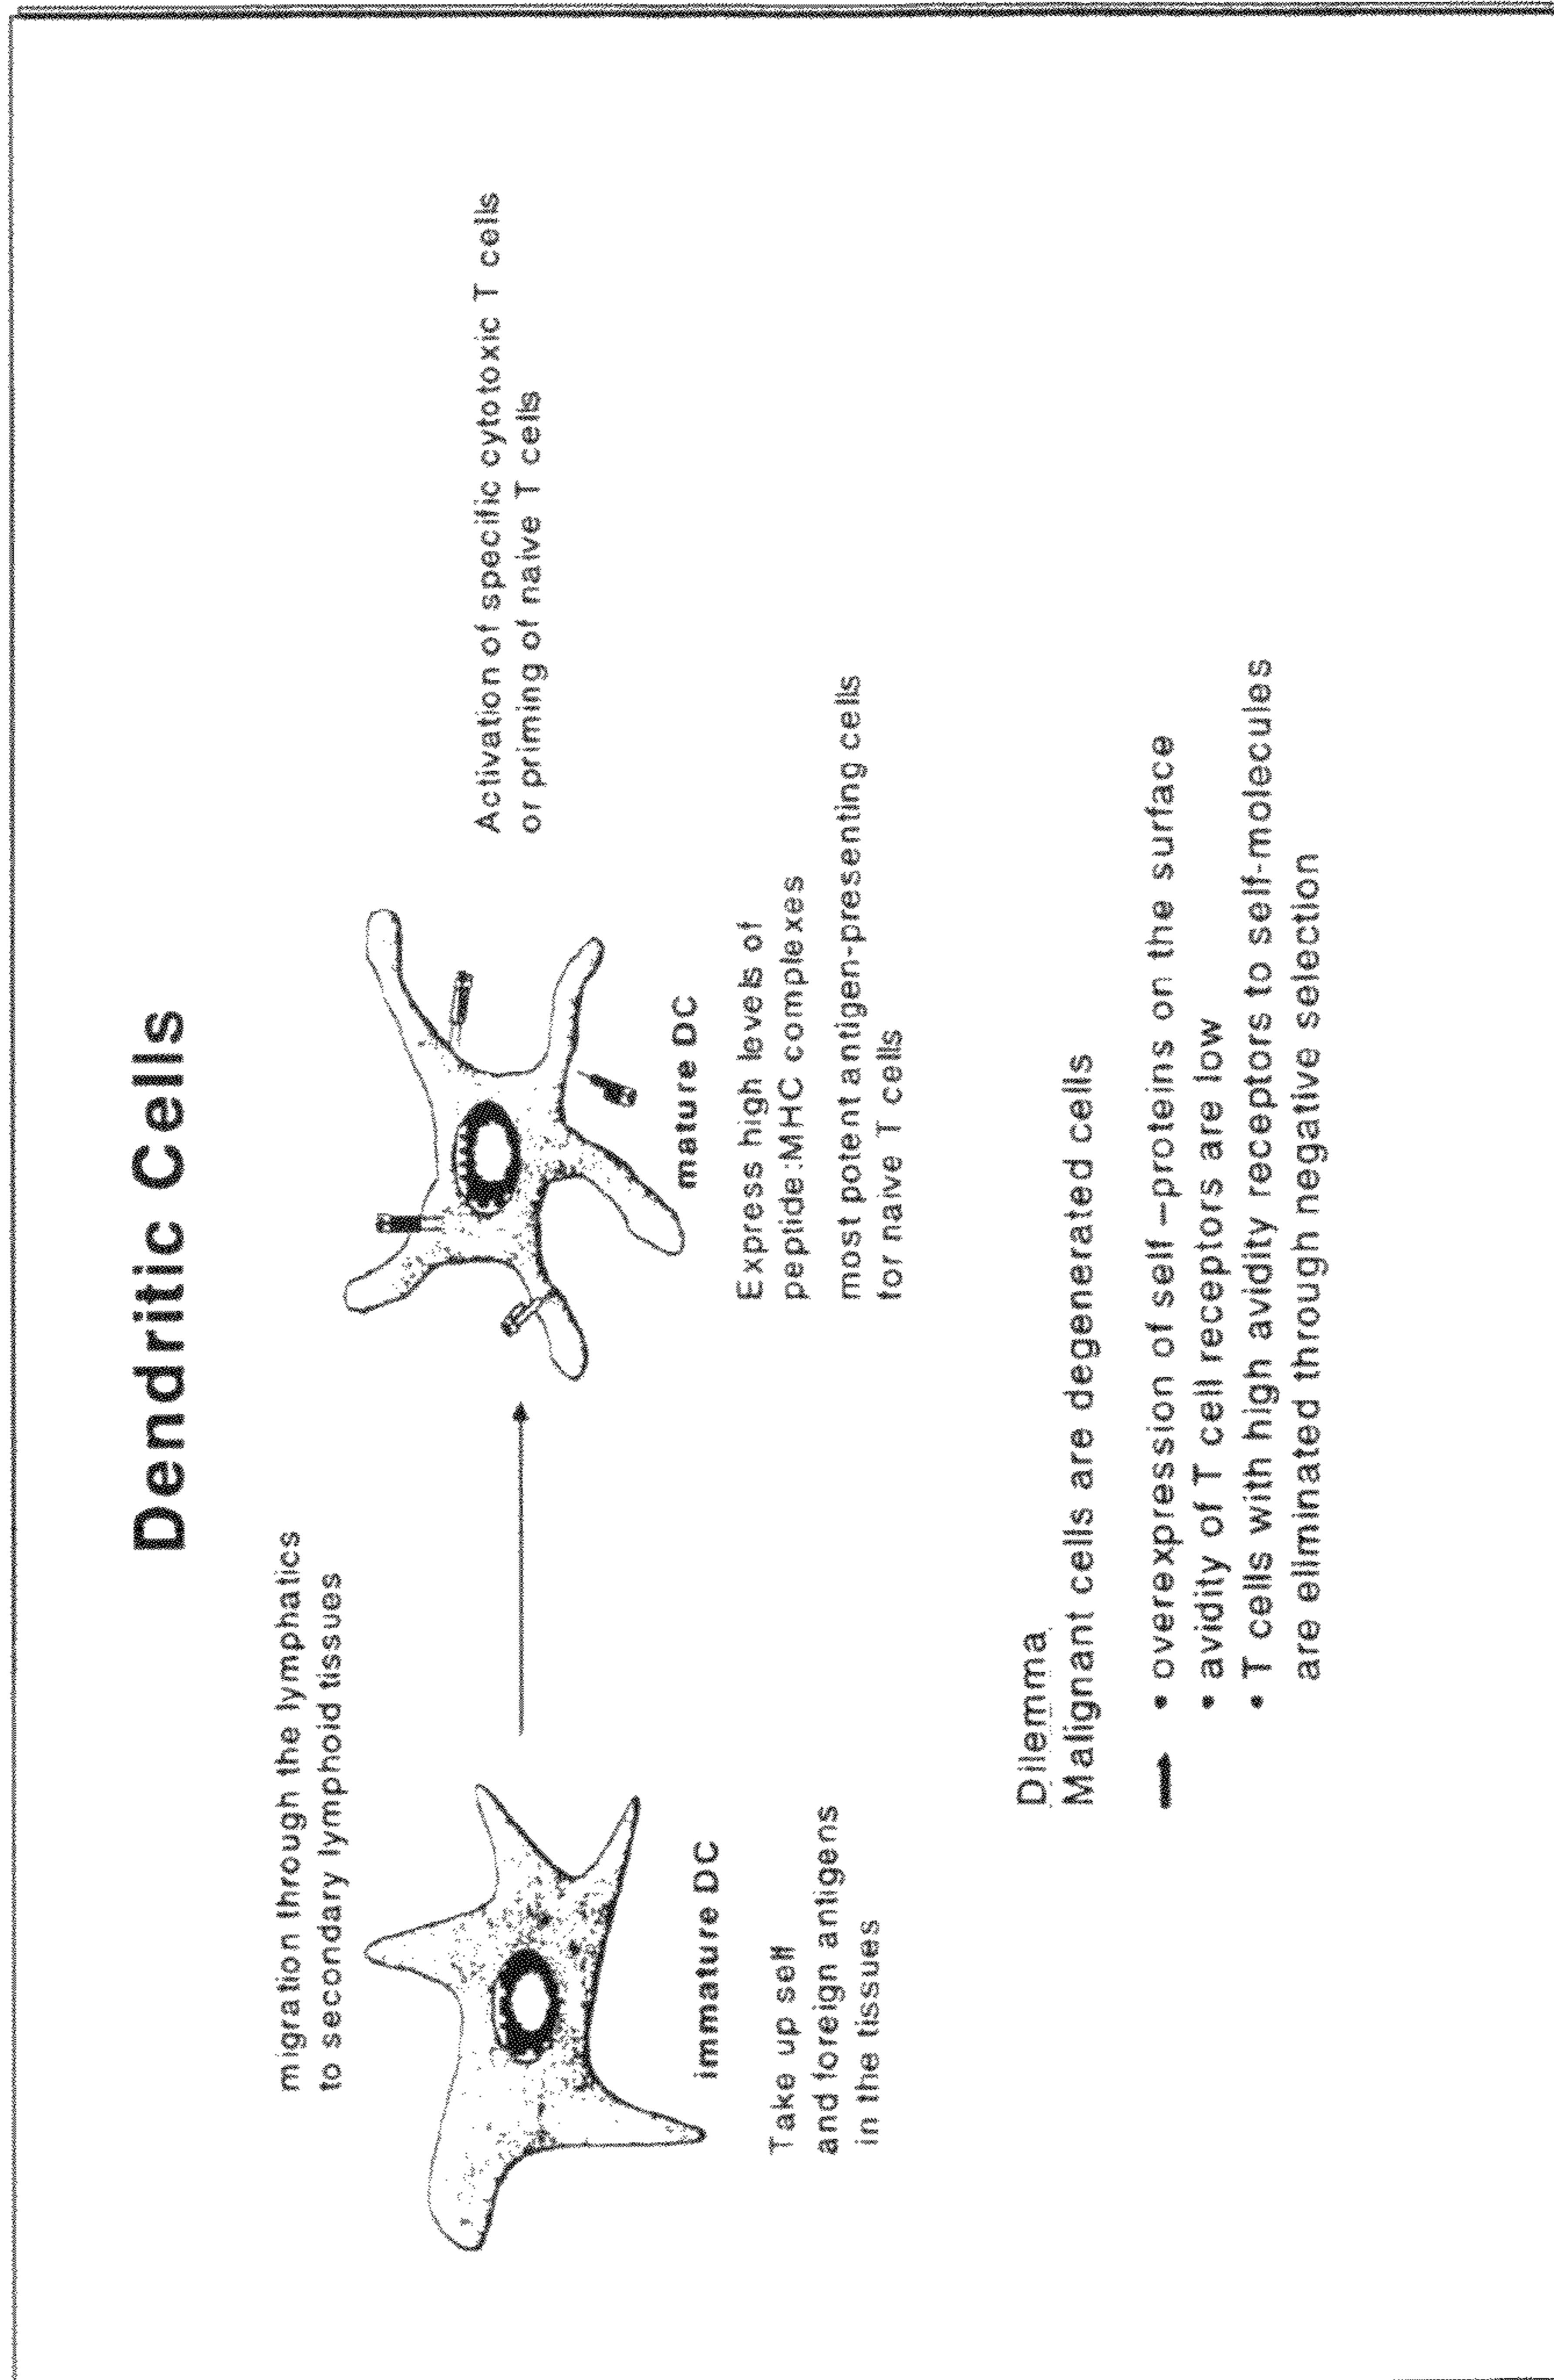 Dendritic Cells
migration through the lymphatics
to secondary lymphoid tissues
immature DC
Take up self
and foreign antigens
in the tissues
mature DC
Express high levels of
peptide:MHC complexes
most potent antigen-presenting cells
for naive T cells
Activation of specific cytotoxic T cells
or priming of naive T cells
Dilemma
Malignant cells are degenerated cells
• overexpression of self –proteins on the surface
• avidity of T cell receptors are low
• T cells with high avidity receptors to self-molecules
are eliminated through negative selection